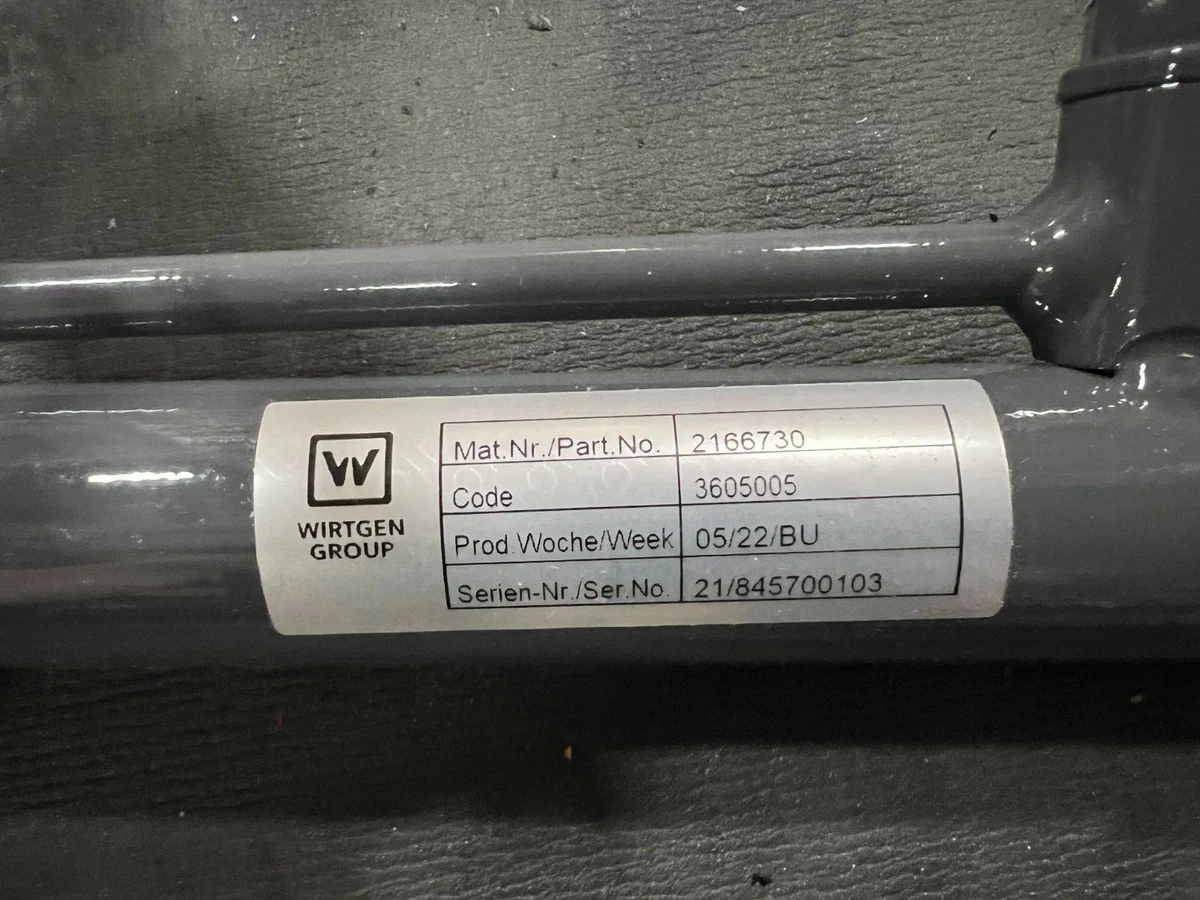 W
WIRTGEN
GROUP
Mat.Nr./Part.No. 2166730
Code 3605005
Prod.Woche/Week 05/22/BU
Serien-Nr./Ser.No. 21/845700103